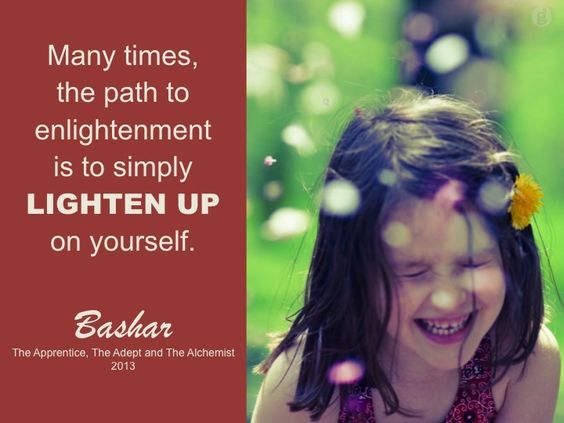 Many times,
the path to
enlightenment
is to simply
LIGHTEN UP
on yourself.
Bashar
The Apprentice, The Adept and The Alchemist
2013